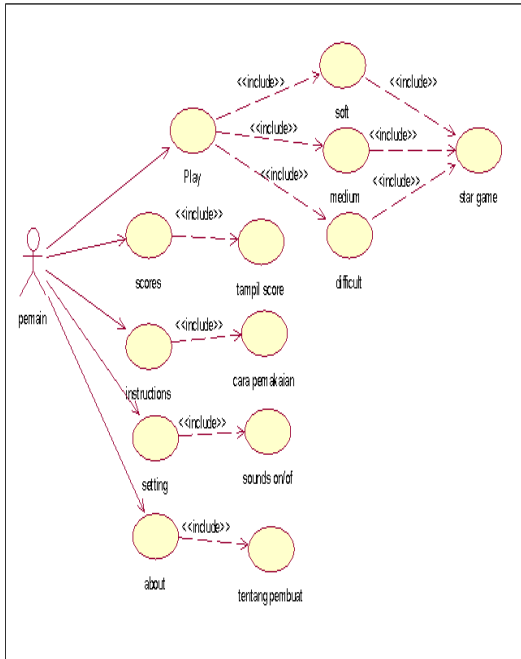 <<include>>
soft
<<include>>
<<include>>
<<include>>
Play
medium
star game
<<include>>
<<include>>
<<include>>
scores
tampil score
difficult
pemain
<<include>>
instructions
cara pemakaian
<<include>>
setting
sounds on/of
<<include>>
about
tentang pembuat